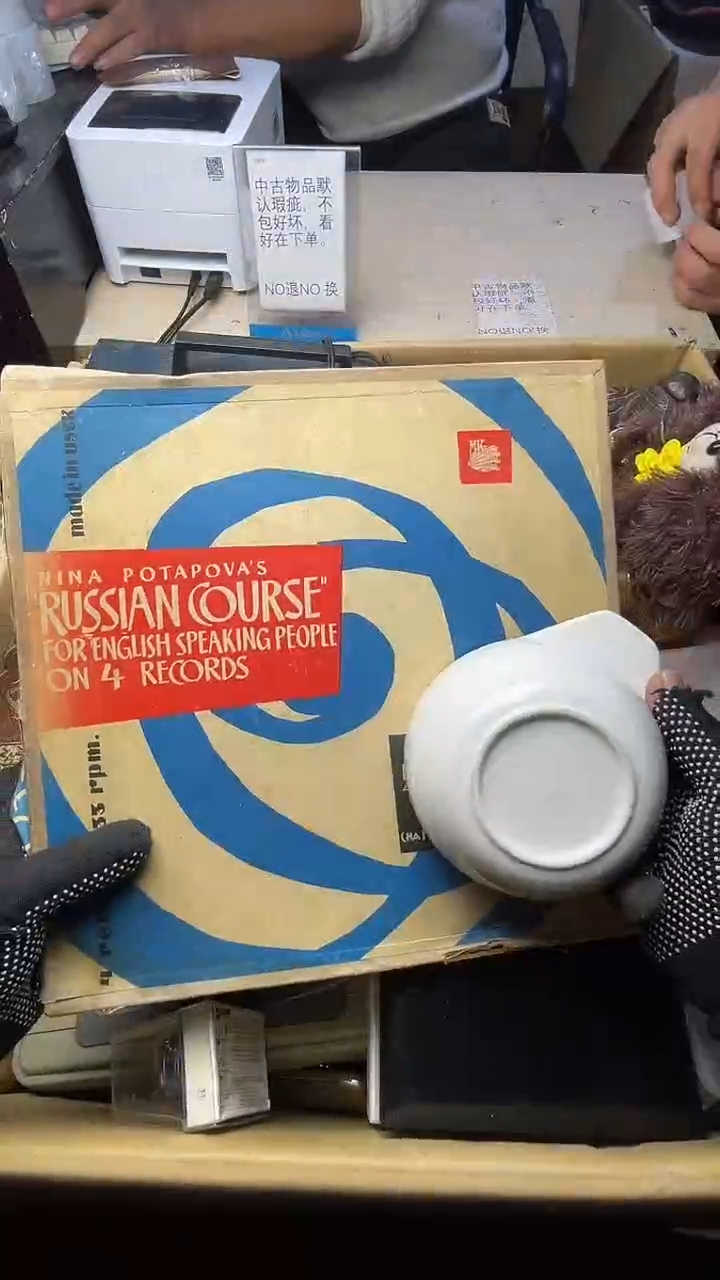 中古物品默
认瑕疵，不
包好坏，看
好在下单。
NO退NO 换
made in USSR
NINA POTAPOVA'S
"RUSSIAN COURSE"
FOR ENGLISH SPEAKING PEOPLE
ON 4 RECORDS
33 rpm.